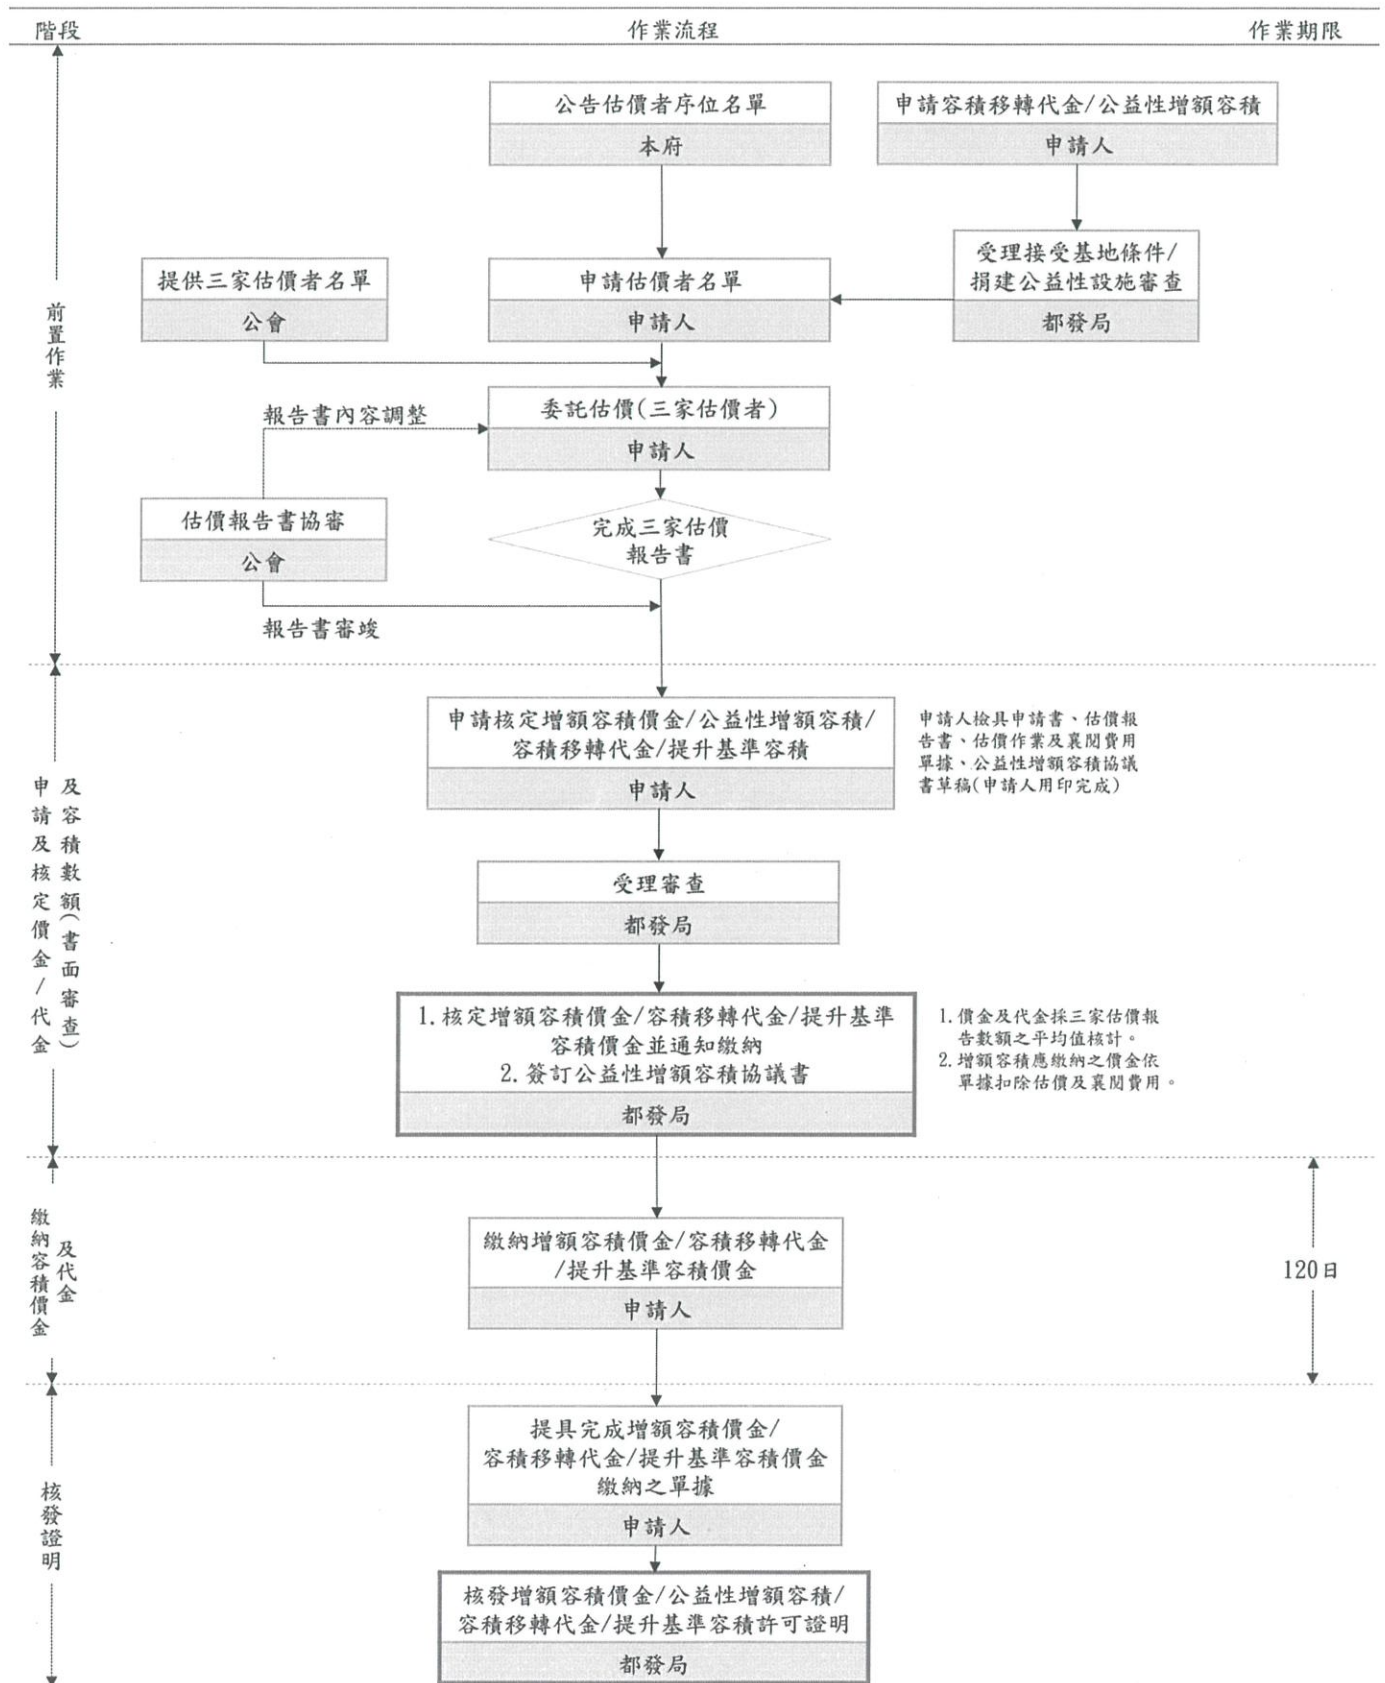 階段
作業流程
作業期限
公告估價者序位名單
本府
申請容積移轉代金/公益性增額容積
申請人
受理接受基地條件/
捐建公益性設施審查
都發局
提供三家估價者名單
公會
申請估價者名單
申請人
前置作業
委託估價(三家估價者)
申請人
報告書內容調整
估價報告書協審
公會
完成三家估價
報告書
報告書審竣
申請核定增額容積價金/公益性增額容積/
容積移轉代金/提升基準容積
申請人
申請人檢具申請書、估價報
告書、估價作業及襄閱費用
單據、公益性增額容積協議
書草稿(申請人用印完成)
申請及核定價金/代金
及容積數額(書面審查)
受理審查
都發局
1.核定增額容積價金/容積移轉代金/提升基準
容積價金並通知繳納
2.簽訂公益性增額容積協議書
都發局
1.價金及代金採三家估價報
告數額之平均值核計。
2.增額容積應繳納之價金依
單據扣除估價及襄閱費用。
繳納容積價金
及代金
繳納增額容積價金/容積移轉代金
/提升基準容積價金
申請人
120日
核發證明
提具完成增額容積價金/
容積移轉代金/提升基準容積價金
繳納之單據
申請人
核發增額容積價金/公益性增額容積/
容積移轉代金/提升基準容積許可證明
都發局